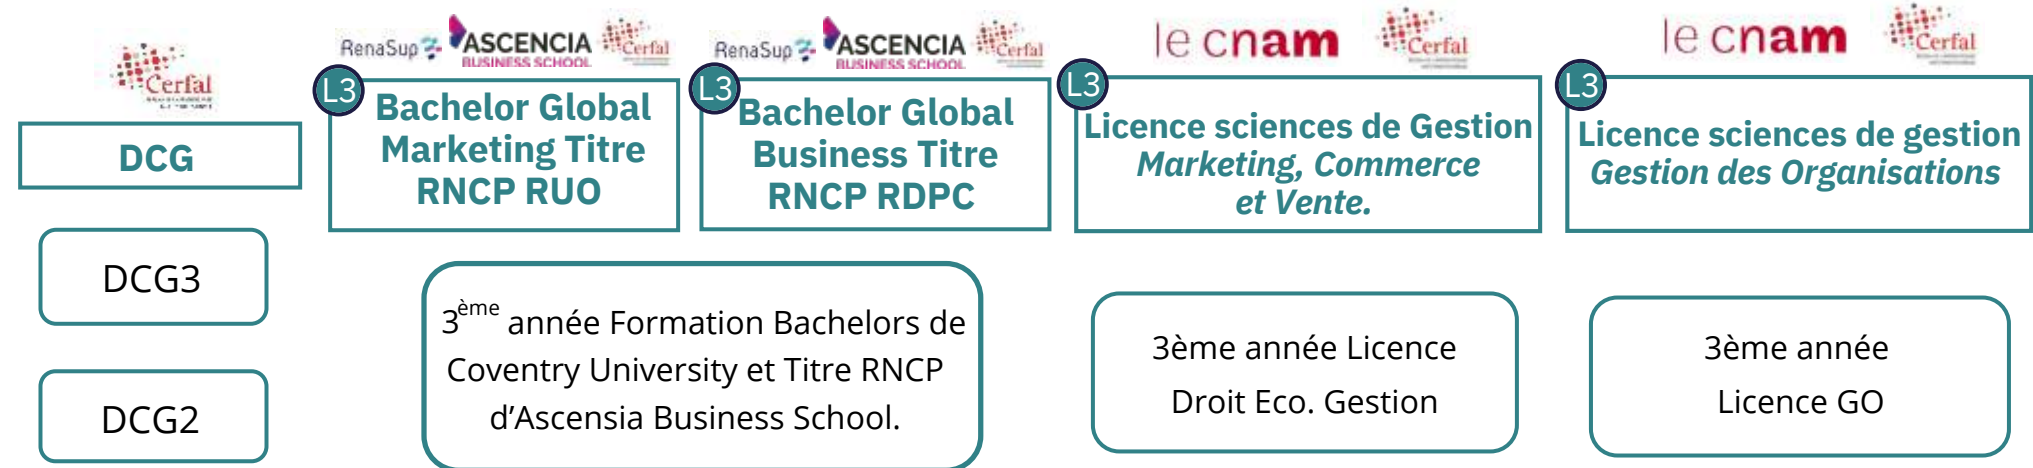 Cerfal
DCG
DCG3
DCG2
RenaSup
ASCENCIA
BUSINESS SCHOOL
Cerfal
L3
Bachelor Global
Marketing Titre
RNCP RUO
RenaSup
ASCENCIA
BUSINESS SCHOOL
Cerfal
L3
Bachelor Global
Business Titre
RNCP RDPC
3ème année Formation Bachelors de
Coventry University et Titre RNCP
d’Ascensia Business School.
le cnam
Cerfal
L3
Licence sciences de Gestion
Marketing, Commerce
et Vente.
3ème année Licence
Droit Eco. Gestion
le cnam
Cerfal
L3
Licence sciences de gestion
Gestion des Organisations
3ème année
Licence GO